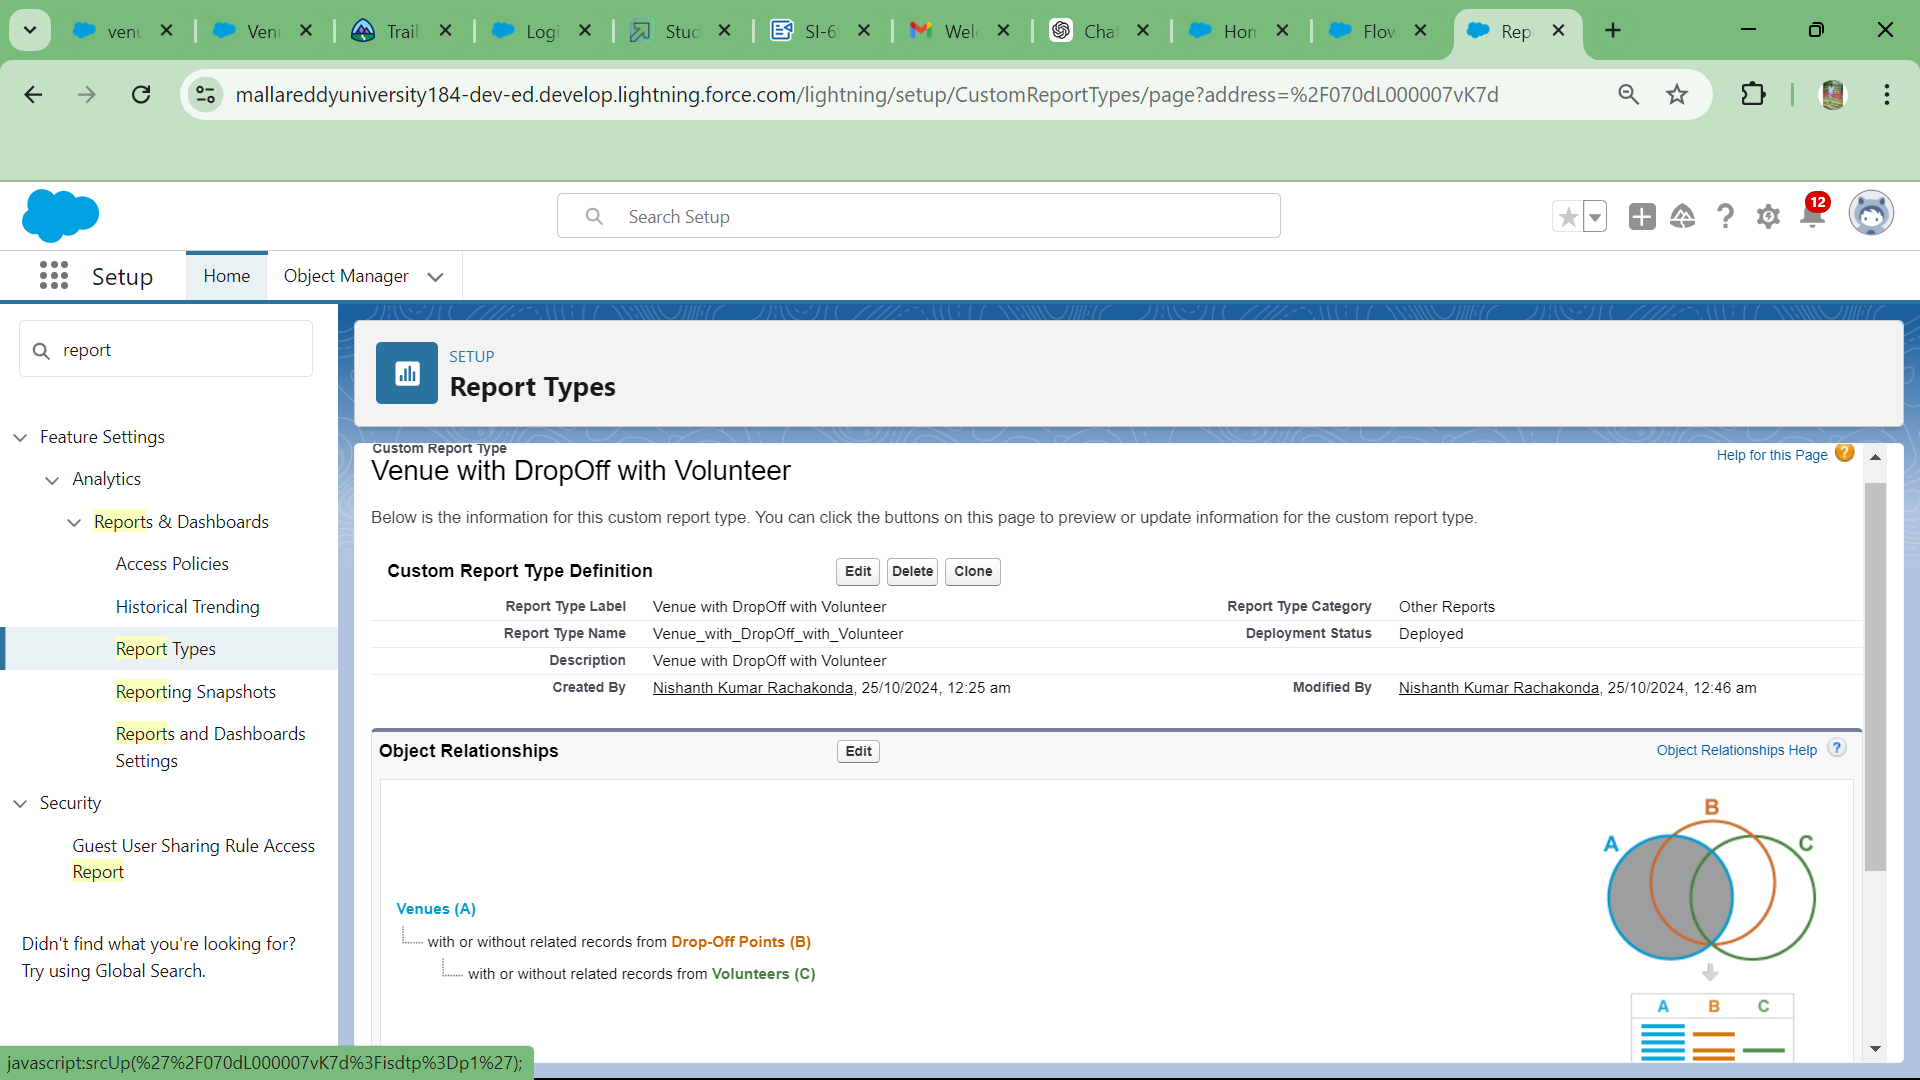 venu
Venu
Trail
Logi
Stud
SI-6
Wel
Cha
Hon
Flow
Rep
mallareddyuniversity184-dev-ed.develop.lightning.force.com/lightning/setup/CustomReportTypes/page?address=%2F070dL000007vK7d
Search Setup
12
Setup
Home
Object Manager
report
Feature Settings
Analytics
Reports & Dashboards
Access Policies
Historical Trending
Report Types
Reporting Snapshots
Reports and Dashboards
Settings
Security
Guest User Sharing Rule Access
Report
Didn't find what you're looking for?
Try using Global Search.
SETUP
Report Types
Custom Report Type
Venue with DropOff with Volunteer
Help for this Page ?
Below is the information for this custom report type. You can click the buttons on this page to preview or update information for the custom report type.
Custom Report Type Definition Edit Delete Clone
Report Type Label Venue with DropOff with Volunteer Report Type Category Other Reports
Report Type Name Venue_with_DropOff_with_Volunteer Deployment Status Deployed
Description Venue with DropOff with Volunteer
Created By Nishanth Kumar Rachakonda, 25/10/2024, 12:25 am Modified By Nishanth Kumar Rachakonda, 25/10/2024, 12:46 am
Object Relationships Edit Object Relationships Help ?
Venues (A)
with or without related records from Drop-Off Points (B)
with or without related records from Volunteers (C)
B
A C
A B C
javascript:srcUp(%27%2F070dL000007vK7d%3Fisdtp%3Dp1%27);